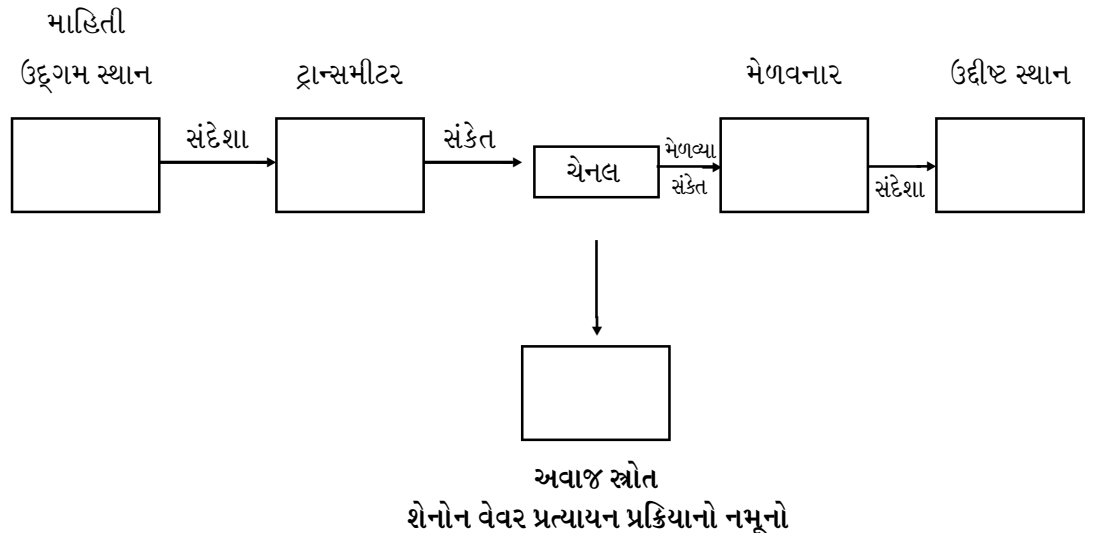 માહિતી
ઉદ્‌ગમ સ્થાન
ટ્રાન્સમીટર
મેળવનાર
ઉદ્દીષ્ટ સ્થાન
સંદેશા
સંકેત
ચેનલ
મેળવ્યા
સંકેત
સંદેશા
અવાજ સ્ત્રોત
શેનોન વેવર પ્રત્યાયન પ્રક્રિયાનો નમૂનો